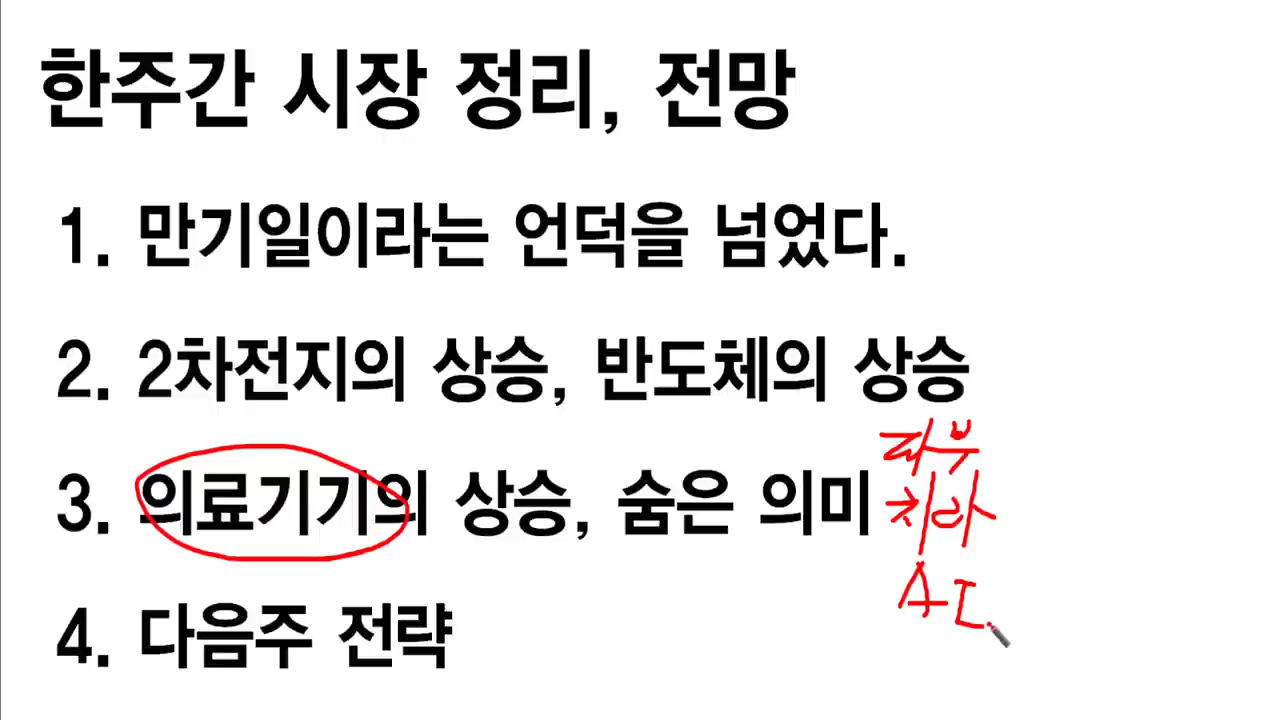 한주간 시장 정리, 전망
1. 만기일이라는 언덕을 넘었다.
2. 2차전지의 상승, 반도체의 상승
3. 의료기기의 상승, 숨은 의미
피부
치과
AI
4. 다음주 전략